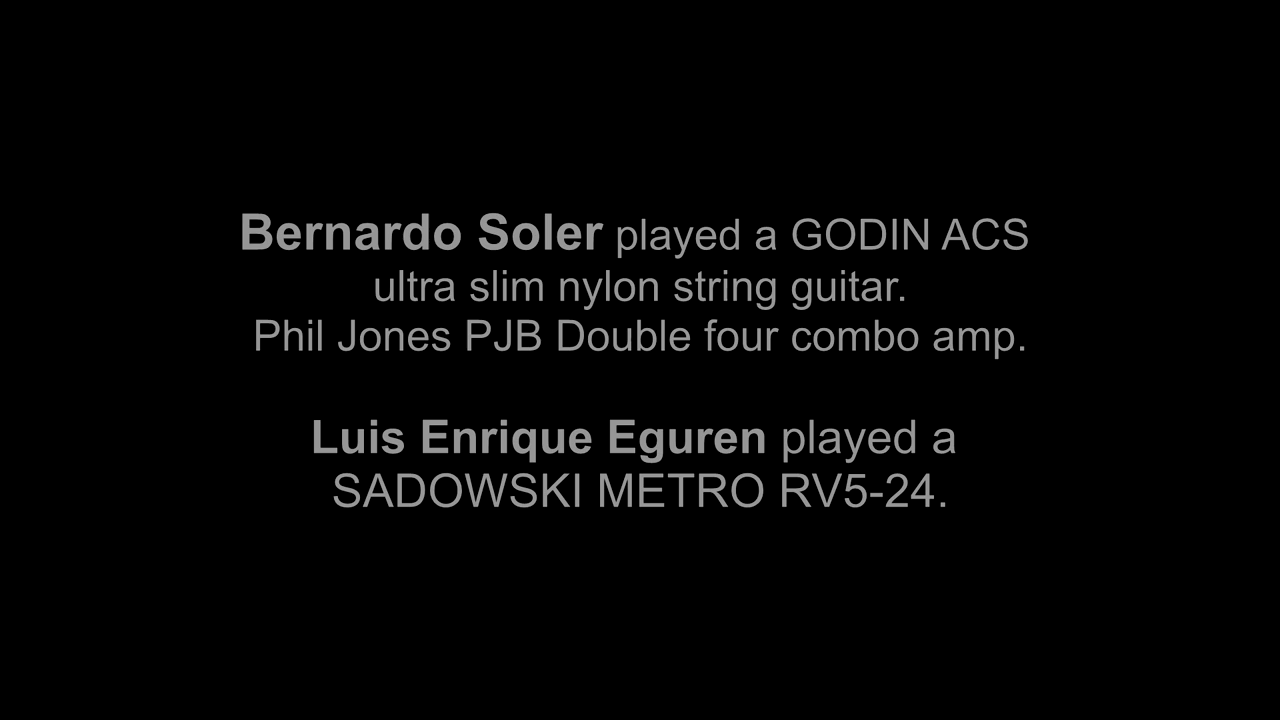 Bernardo Soler played a GODIN ACS
ultra slim nylon string guitar.
Phil Jones PJB Double four combo amp.
Luis Enrique Eguren played a
SADOWSKI METRO RV5-24.